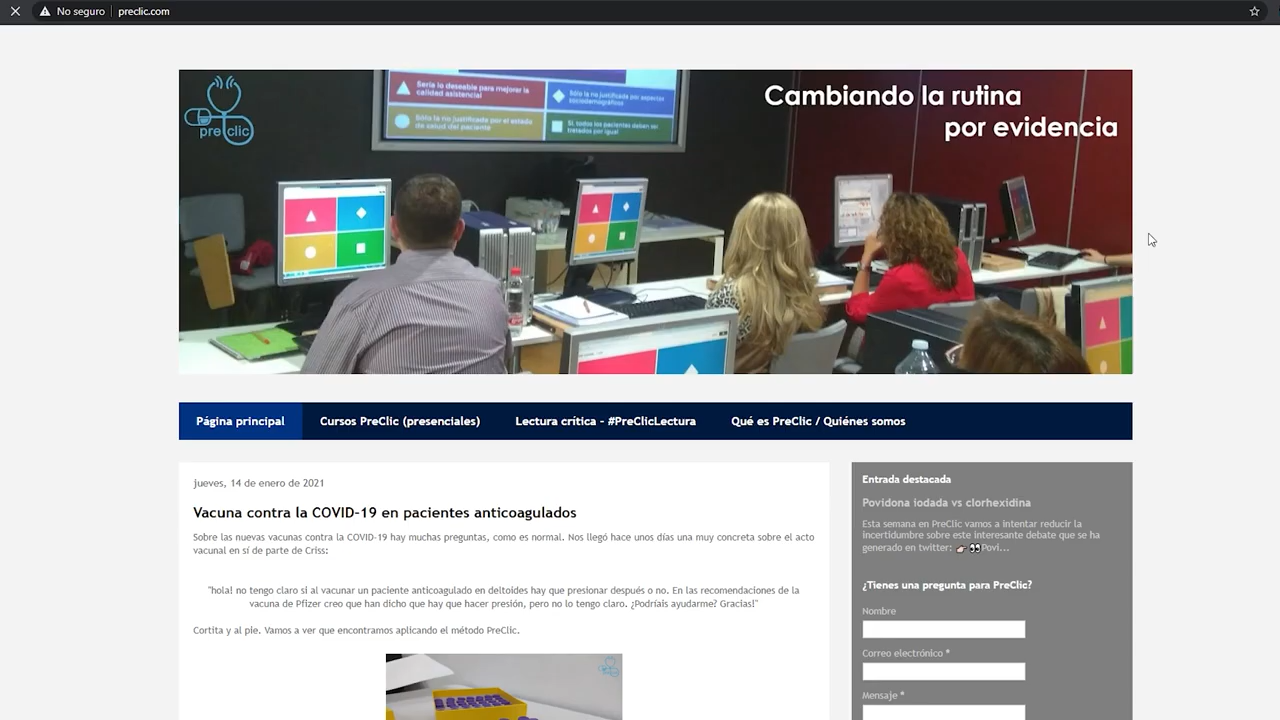 No seguro
preclic.com
Sería lo deseable para mejorar la
calidad asistencial
Sólo la no justificada por aspectos
sociodemográficos
Sólo la no justificada por el estado
de salud del paciente
Sí, todos los pacientes deben ser
tratados por igual
preclic
Cambiando la rutina
por evidencia
Página principal
Cursos PreClic (presenciales)
Lectura crítica - #PreClicLectura
Qué es PreClic / Quiénes somos
jueves, 14 de enero de 2021
Vacuna contra la COVID-19 en pacientes anticoagulados
Sobre las nuevas vacunas contra la COVID-19 hay muchas preguntas, como es normal. Nos llegó hace unos días una muy concreta sobre el acto
vacunal en sí de parte de Criss:
"hola! no tengo claro si al vacunar un paciente anticoagulado en deltoides hay que presionar después o no. En las recomendaciones de la
vacuna de Pfizer creo que han dicho que hay que hacer presión, pero no lo tengo claro. ¿Podríais ayudarme? Gracias!"
Cortita y al pie. Vamos a ver que encontramos aplicando el método PreClic.
Entrada destacada
Povidona iodada vs clorhexidina
Esta semana en PreClic vamos a intentar reducir la
incertidumbre sobre este interesante debate que se ha
generado en twitter: 👉🏻👀Povi...
¿Tienes una pregunta para PreClic?
Nombre
Correo electrónico *
Mensaje *